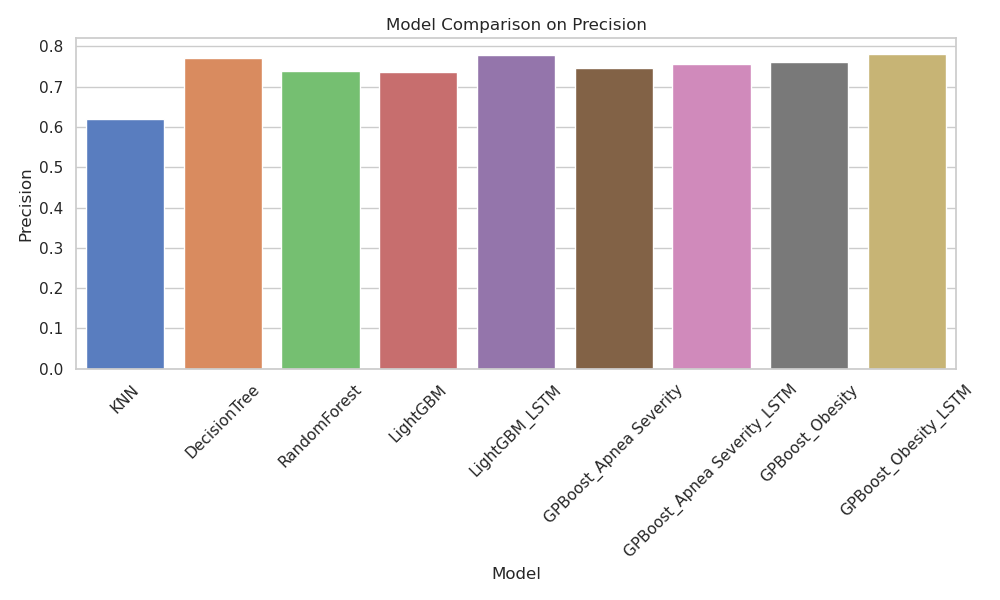 Model Comparison on Precision
Precision
0.8
0.7
0.6
0.5
0.4
0.3
0.2
0.1
0.0
KNN
DecisionTree
RandomForest
LightGBM
LightGBM_LSTM
GPBoost_Apnea Severity
GPBoost_Apnea Severity_LSTM
GPBoost_Obesity
GPBoost_Obesity_LSTM
Model